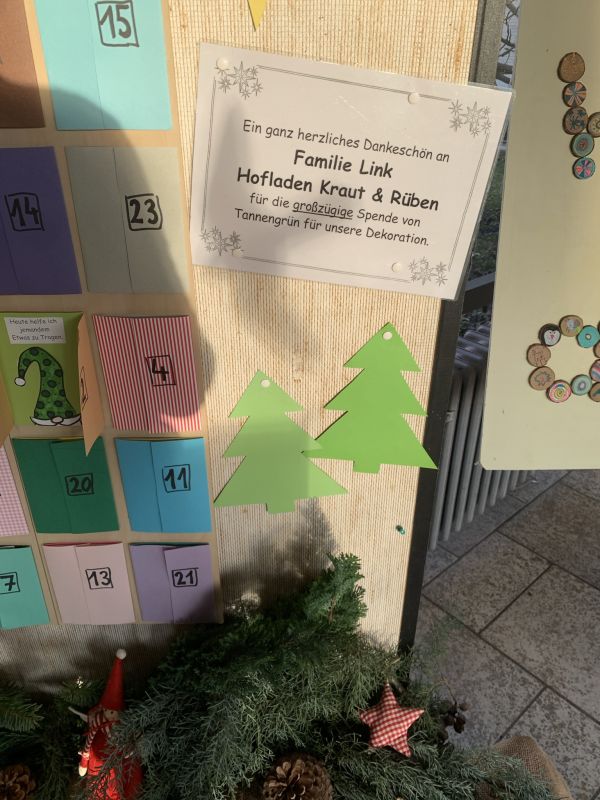 15
Ein ganz herzliches Dankeschön an
Familie Link
Hofladen Kraut & Rüben
für die großzügige Spende von
Tannengrün für unsere Dekoration.
14
23
Heute helfe ich
jemandem
Etwas zu Tragen.
4
20
11
7
13
21